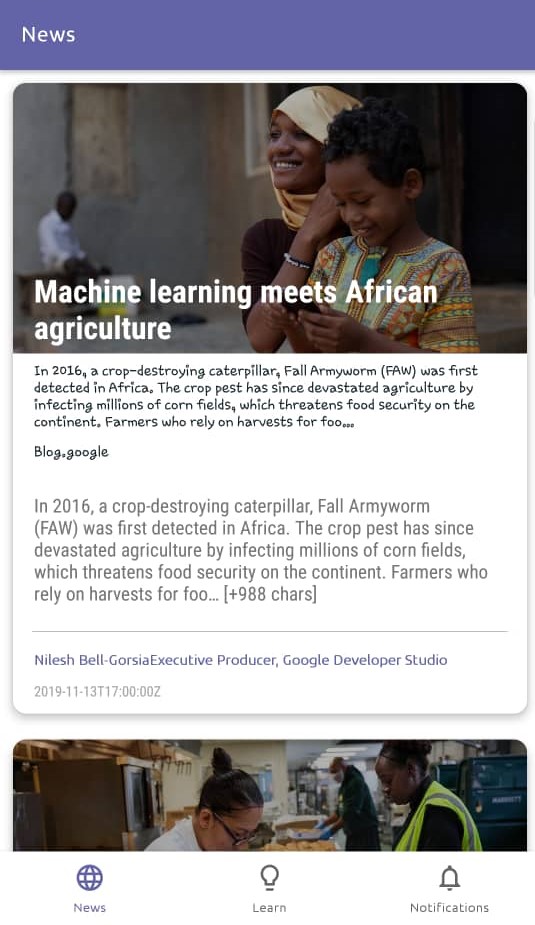 News
Machine learning meets African
agriculture
In 2016, a crop-destroying caterpillar, Fall Armyworm (FAW) was first
detected in Africa. The crop pest has since devastated agriculture by
infecting millions of corn fields, which threatens food security on the
continent. Farmers who rely on harvests for foo...
Blog.google
In 2016, a crop-destroying caterpillar, Fall Armyworm
(FAW) was first detected in Africa. The crop pest has since
devastated agriculture by infecting millions of corn fields,
which threatens food security on the continent. Farmers who
rely on harvests for foo… [+988 chars]
Nilesh Bell-GorsiaExecutive Producer, Google Developer Studio
2019-11-13T17:00:00Z
News
Learn
Notifications